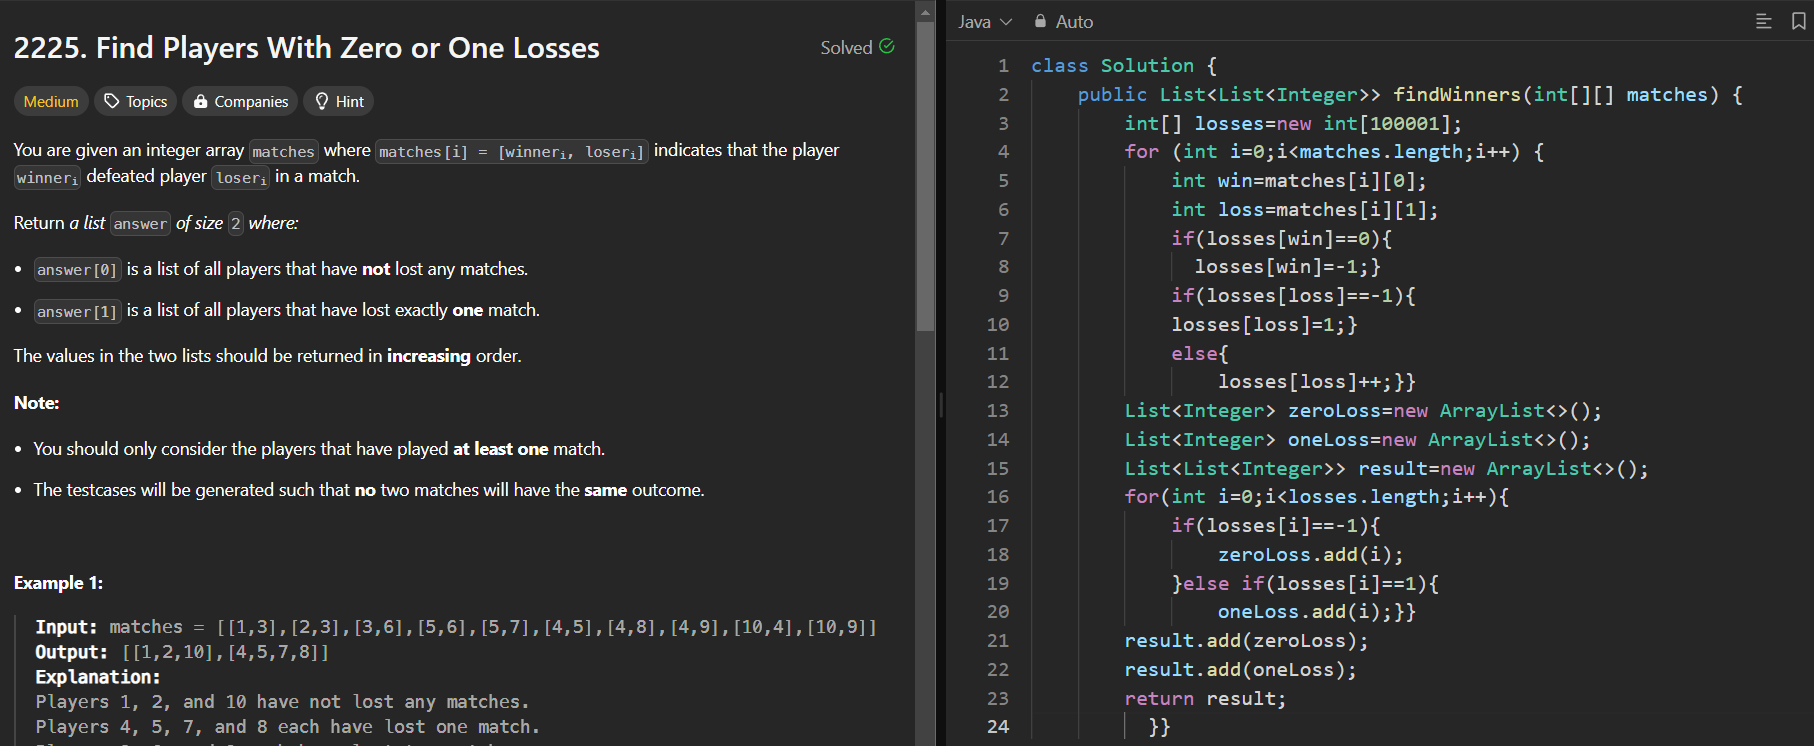 2225. Find Players With Zero or One Losses
Solved
Medium
Topics
Companies
Hint
You are given an integer array matches where matches[i] = [winneri, loseri] indicates that the player
winneri defeated player loseri in a match.
Return a list answer of size 2 where:
• answer[0] is a list of all players that have not lost any matches.
• answer[1] is a list of all players that have lost exactly one match.
The values in the two lists should be returned in increasing order.
Note:
• You should only consider the players that have played at least one match.
• The testcases will be generated such that no two matches will have the same outcome.
Example 1:
Input: matches = [[1,3],[2,3],[3,6],[5,6],[5,7],[4,5],[4,8],[4,9],[10,4],[10,9]]
Output: [[1,2,10],[4,5,7,8]]
Explanation:
Players 1, 2, and 10 have not lost any matches.
Players 4, 5, 7, and 8 each have lost one match.
Java
Auto
1 class Solution {
2 public List<List<Integer>> findWinners(int[][] matches) {
3 int[] losses=new int[100001];
4 for (int i=0;i<matches.length;i++) {
5 int win=matches[i][0];
6 int loss=matches[i][1];
7 if(losses[win]==0){
8 losses[win]=-1;}
9 if(losses[loss]==-1){
10 losses[loss]=1;}
11 else{
12 losses[loss]++;}}
13 List<Integer> zeroLoss=new ArrayList<>();
14 List<Integer> oneLoss=new ArrayList<>();
15 List<List<Integer>> result=new ArrayList<>();
16 for(int i=0;i<losses.length;i++){
17 if(losses[i]==-1){
18 zeroLoss.add(i);
19 }else if(losses[i]==1){
20 oneLoss.add(i);}}
21 result.add(zeroLoss);
22 result.add(oneLoss);
23 return result;
24 }}